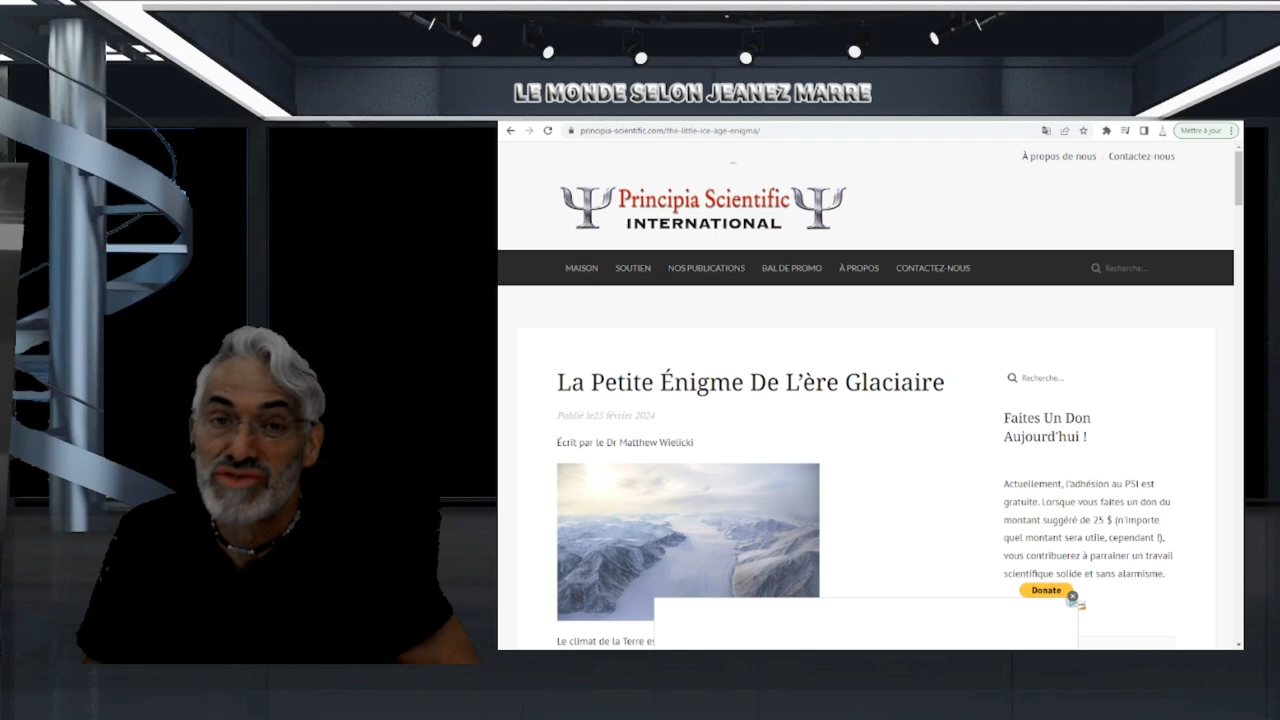 LE MONDE SELON JEANEZ MARRE
principia-scientific.com/the-little-ice-age-enigma/
Mettre à jour
À propos de nous
Contactez-nous
Principia Scientific
INTERNATIONAL
MAISON SOUTIEN NOS PUBLICATIONS BAL DE PROMO À PROPOS CONTACTEZ-NOUS
Recherche...
La Petite Énigme De L'ère Glaciaire
Publié le25 février 2024
Écrit par le Dr Matthew Wielicki
Le climat de la Terre
Recherche...
Faites Un Don
Aujourd'hui !
Actuellement, l'adhésion au PSI est
gratuite. Lorsque vous faites un don du
montant suggéré de 25 $ (n'importe
quel montant sera utile, cependant !),
vous contribuerez à parrainer un travail
scientifique solide et sans alarmisme.
Donate